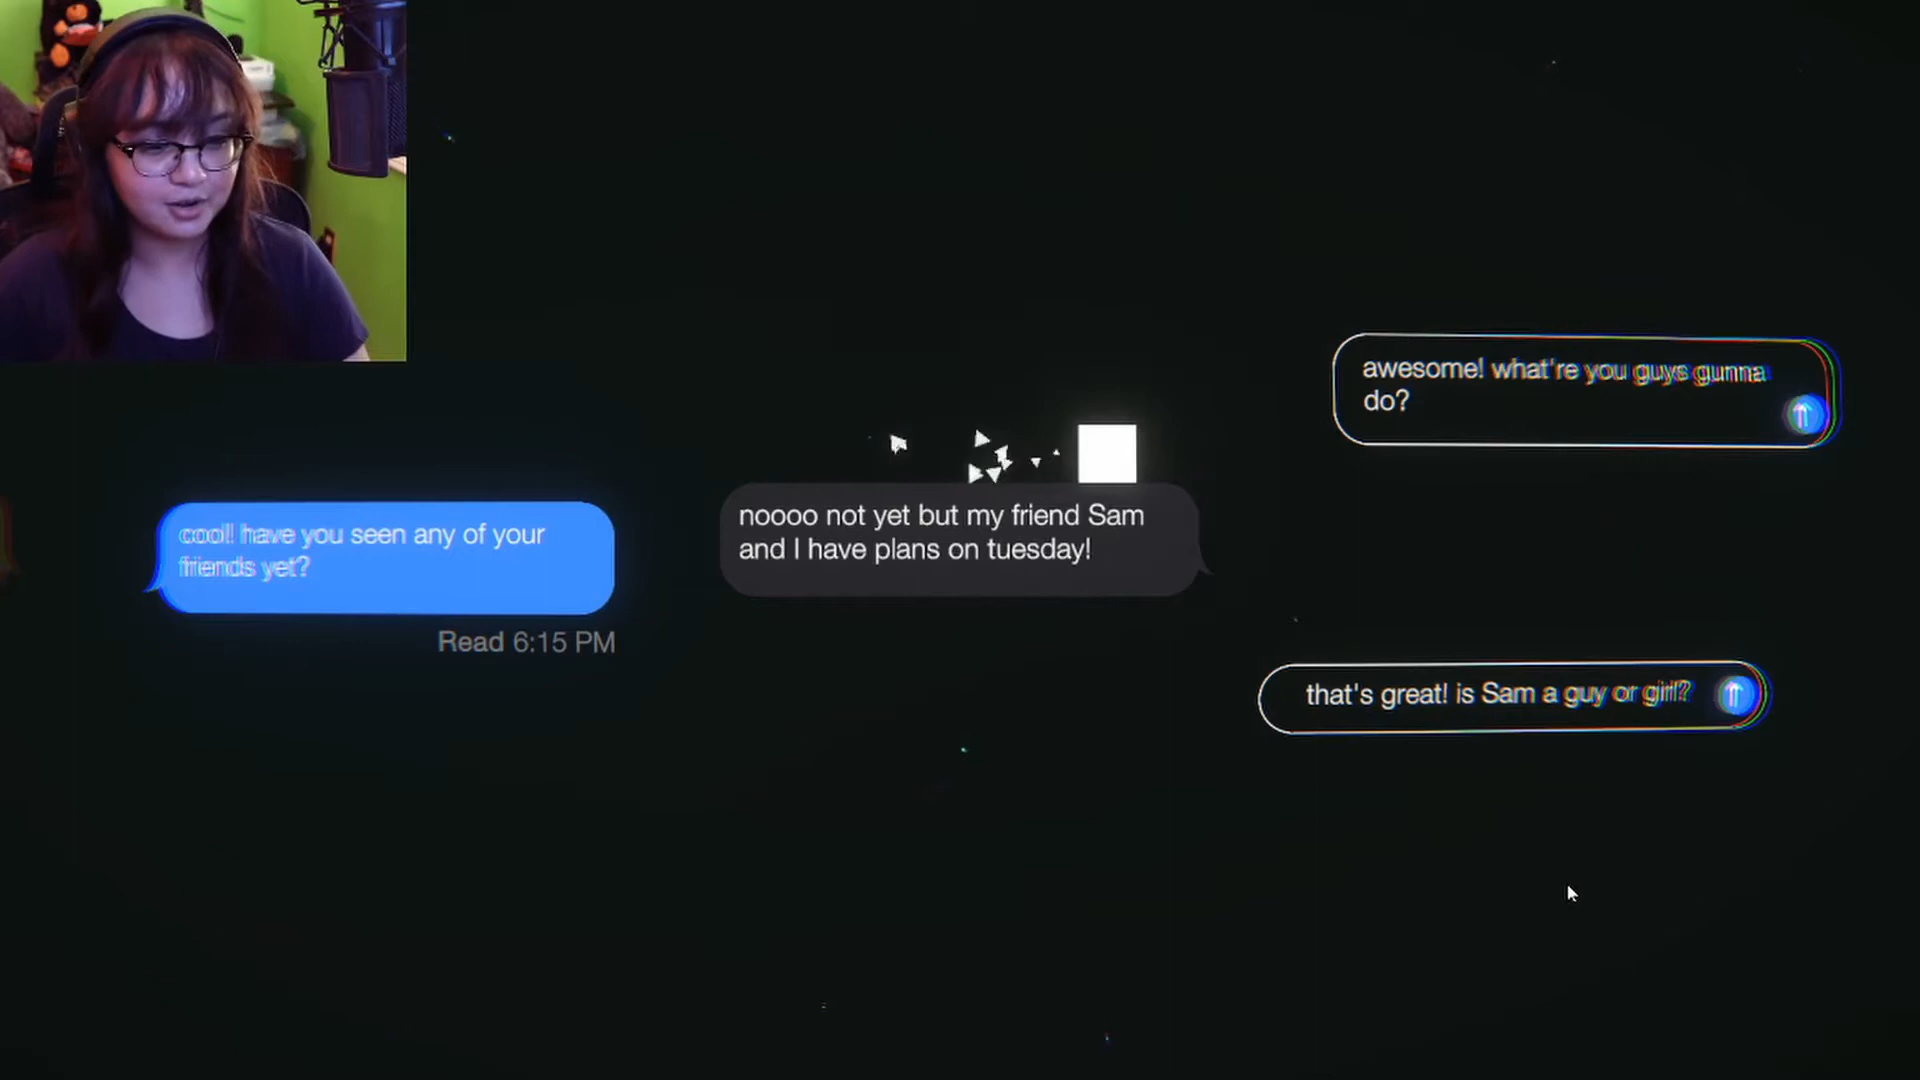 awesome! what're you guys gunna
do?
cool! have you seen any of your
friends yet?
Read 6:15 PM
noooo not yet but my friend Sam
and I have plans on tuesday!
that's great! is Sam a guy or girl?